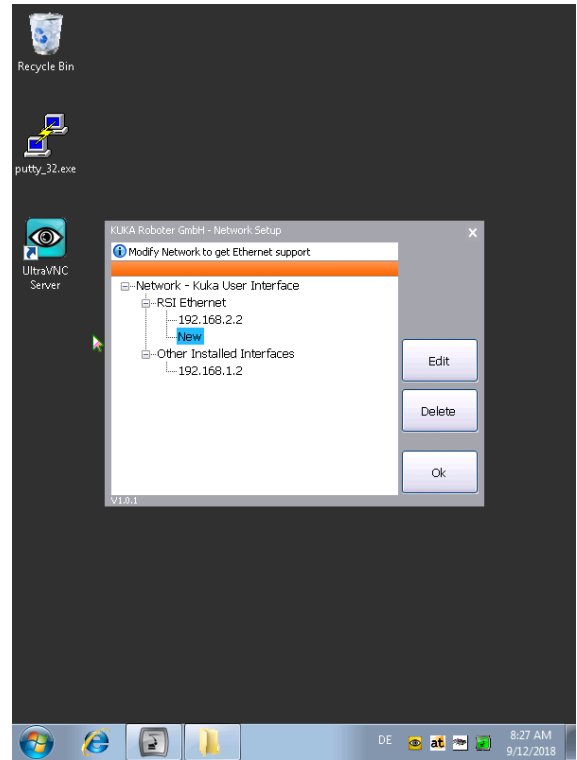 Recycle Bin
putty_32.exe
UltraVNC
Server
KUKA Roboter GmbH - Network Setup
Modify Network to get Ethernet support
Network - Kuka User Interface
RSI Ethernet
192.168.2.2
New
Other Installed Interfaces
192.168.1.2
Edit
Delete
Ok
V1.0.1
DE
at
8:27 AM
9/12/2018